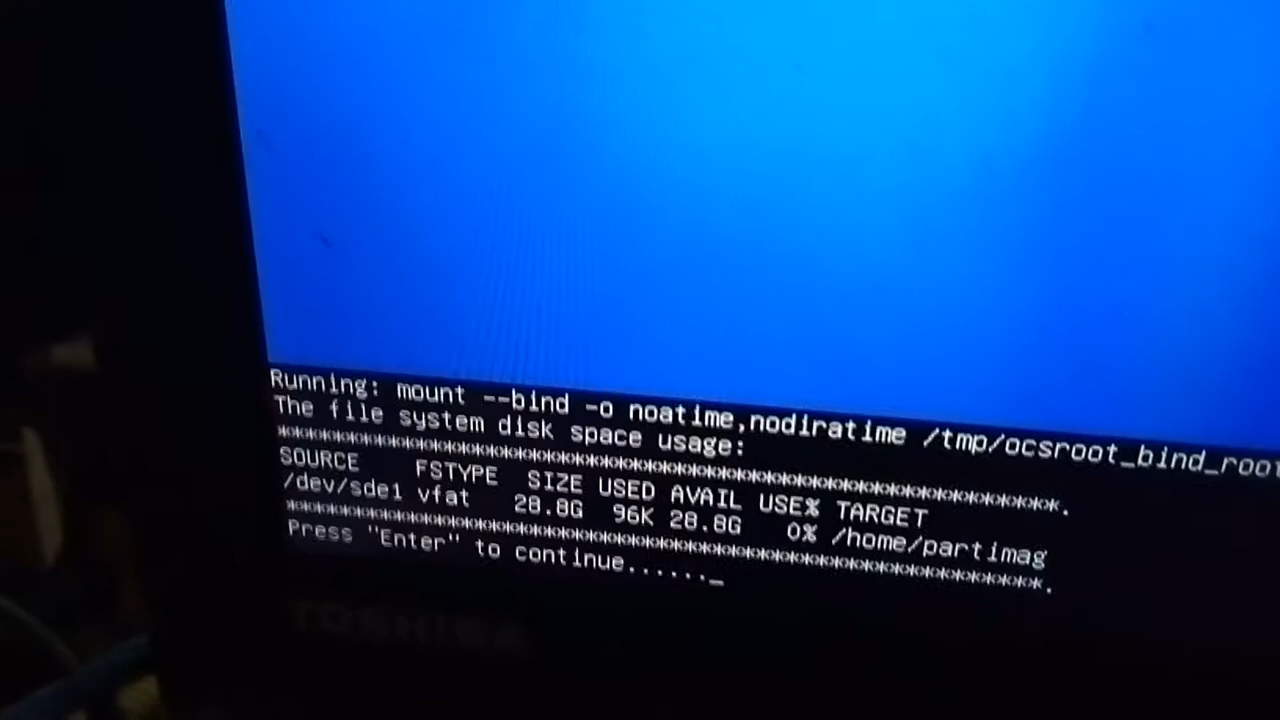 Running: mount --bind -o noatime,nodiratime /tmp/ocsroot_bind_root
The file system disk space usage:
************************************************************************.
SOURCE FSTYPE SIZE USED AVAIL USE% TARGET
/dev/sde1 vfat 28.8G 96K 28.8G 0% /home/partimag
************************************************************************.
Press "Enter" to continue......_
TOSHIBA